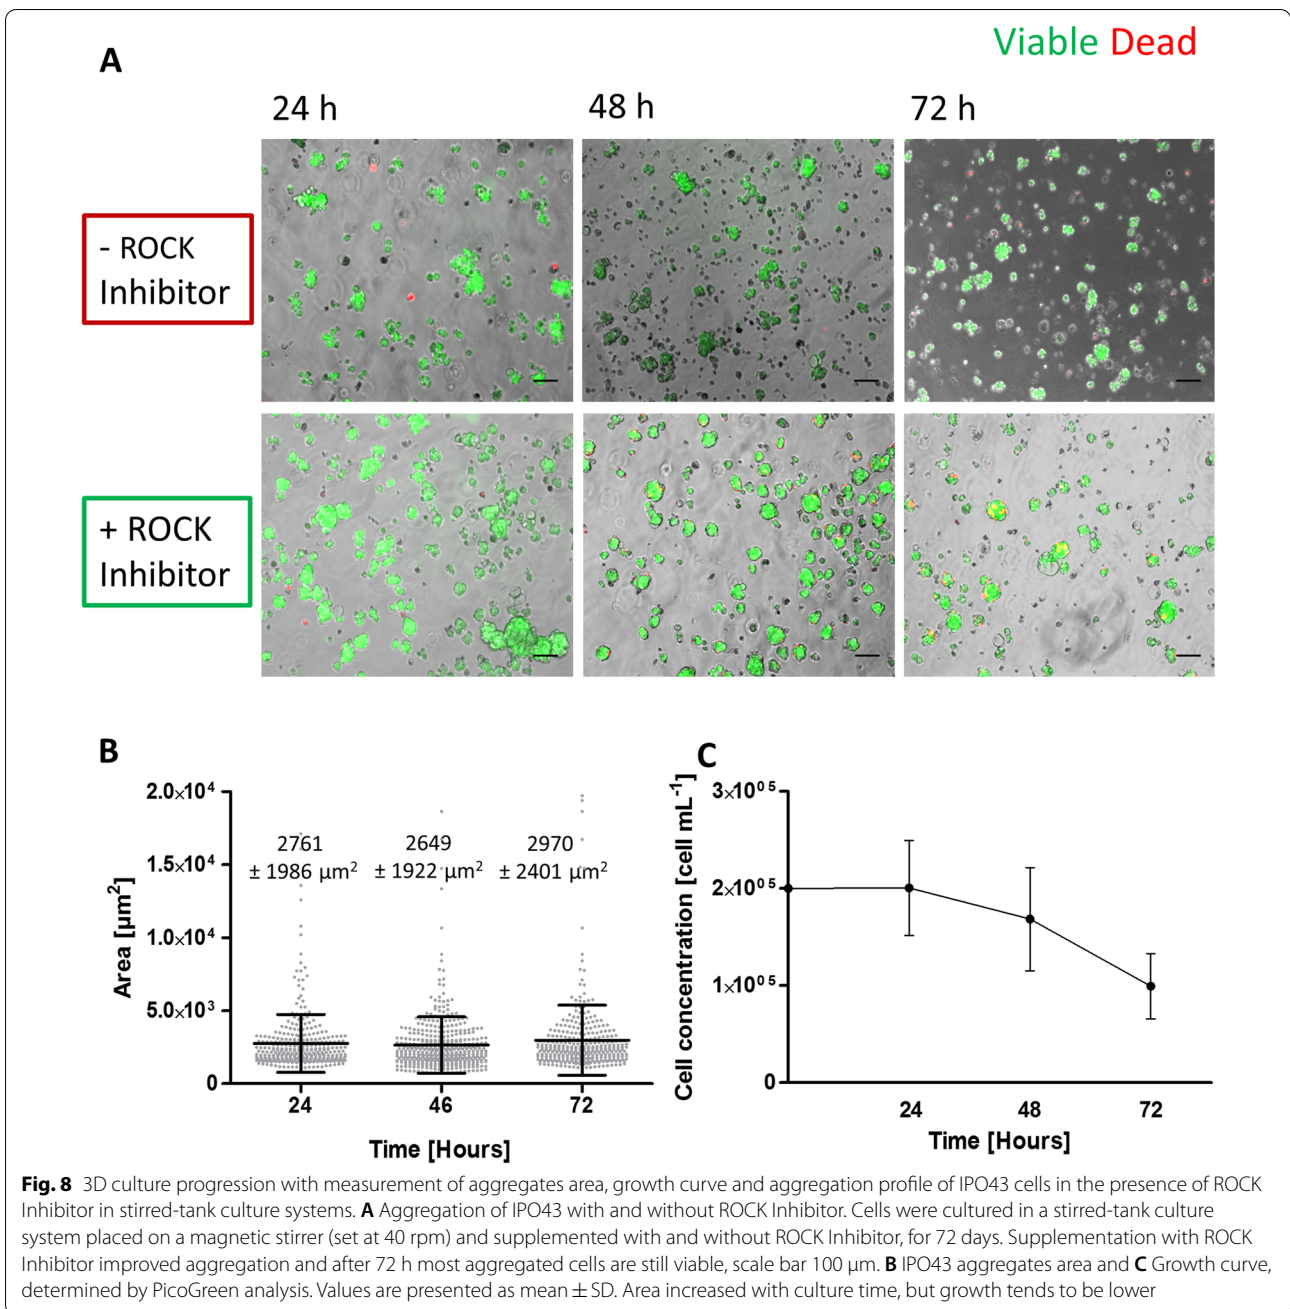 A
Viable Dead
24 h
48 h
72 h
- ROCK
Inhibitor
+ ROCK
Inhibitor
B
2.0×10⁴
1.5×10⁴
1.0×10⁴
5.0×10³
0
Area [µm²]
2761
± 1986 µm²
2649
± 1922 µm²
2970
± 2401 µm²
24
46
72
Time [Hours]
C
3×10⁰⁵
2×10⁰⁵
1×10⁰⁵
0
Cell concentration [cell mL⁻¹]
24
48
72
Time [Hours]
Fig. 8 3D culture progression with measurement of aggregates area, growth curve and aggregation profile of IPO43 cells in the presence of ROCK
Inhibitor in stirred-tank culture systems. A Aggregation of IPO43 with and without ROCK Inhibitor. Cells were cultured in a stirred-tank culture
system placed on a magnetic stirrer (set at 40 rpm) and supplemented with and without ROCK Inhibitor, for 72 days. Supplementation with ROCK
Inhibitor improved aggregation and after 72 h most aggregated cells are still viable, scale bar 100 µm. B IPO43 aggregates area and C Growth curve,
determined by PicoGreen analysis. Values are presented as mean ± SD. Area increased with culture time, but growth tends to be lower